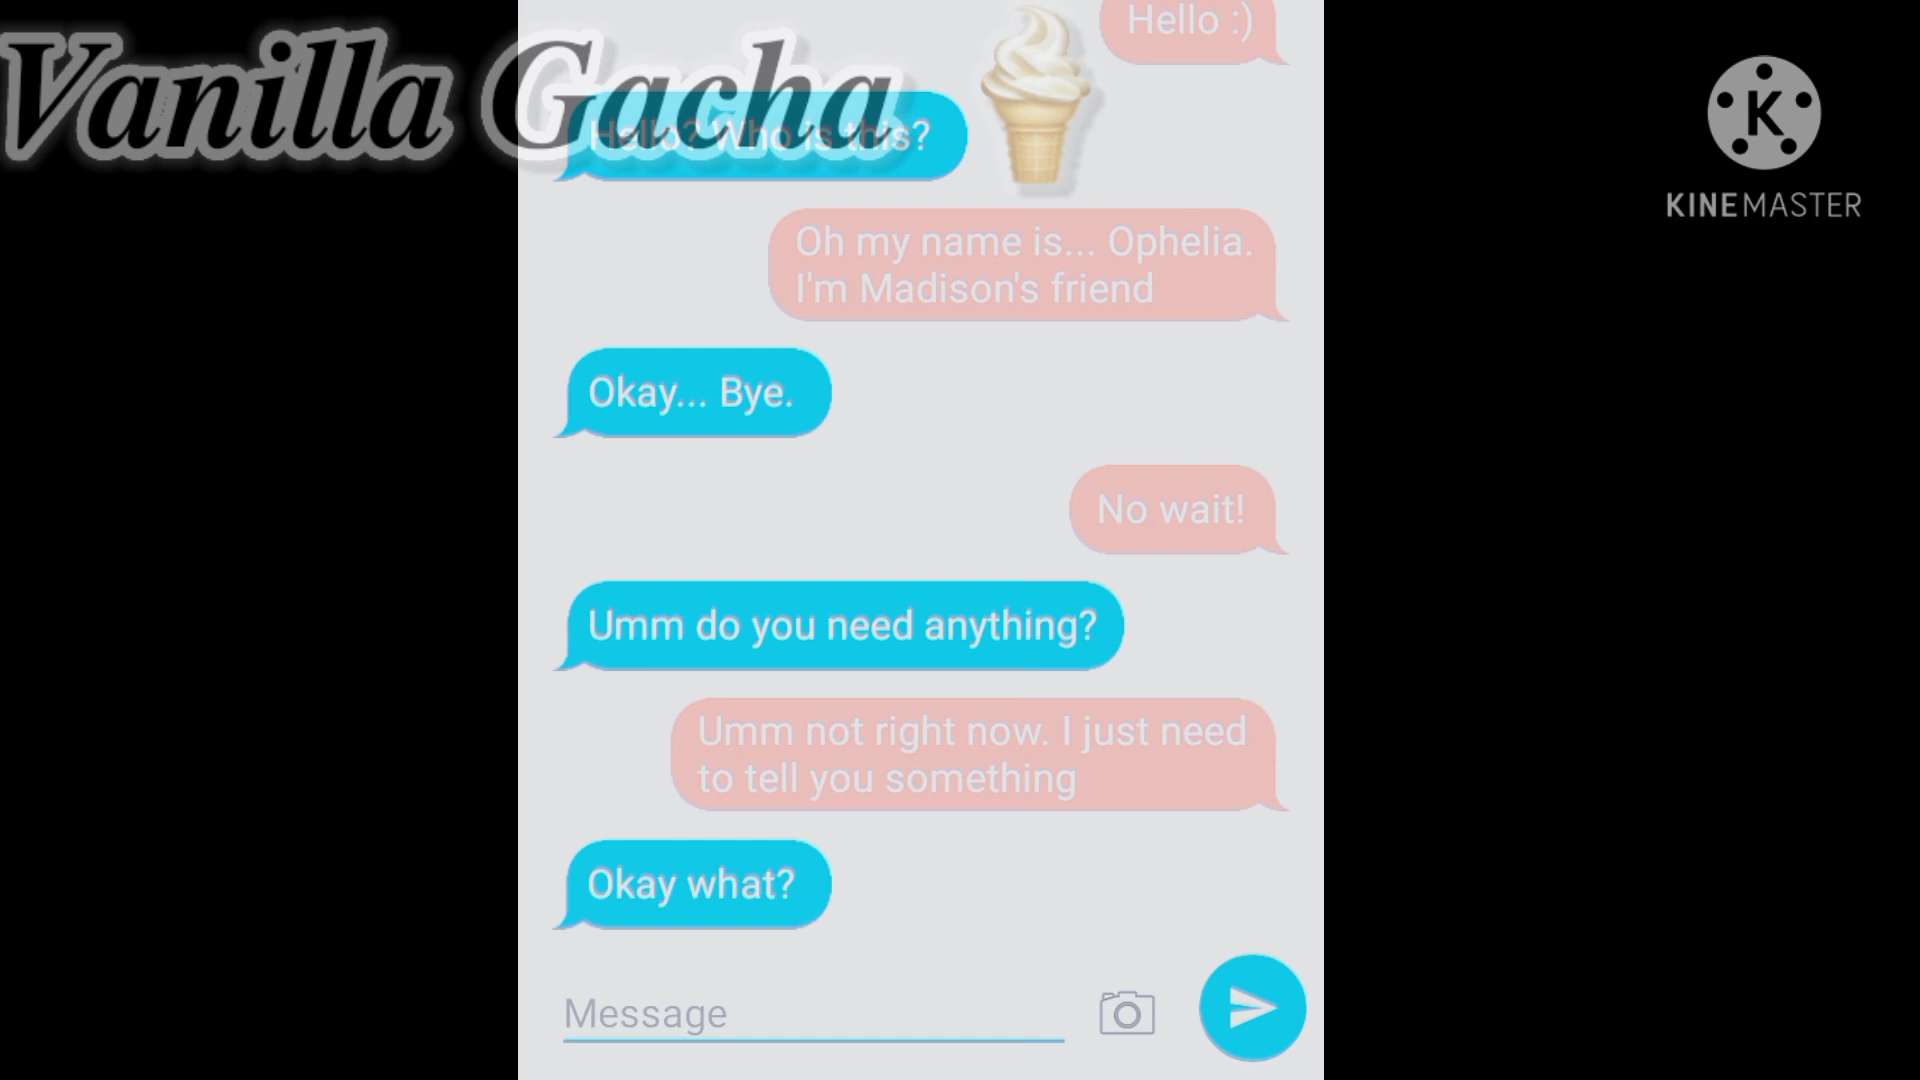 Vanilla Gacha
Hello :)
Hello? Who is this?
Oh my name is... Ophelia.
I'm Madison's friend
Okay... Bye.
No wait!
Umm do you need anything?
Umm not right now. I just need
to tell you something
Okay what?
Message
K
KINEMASTER